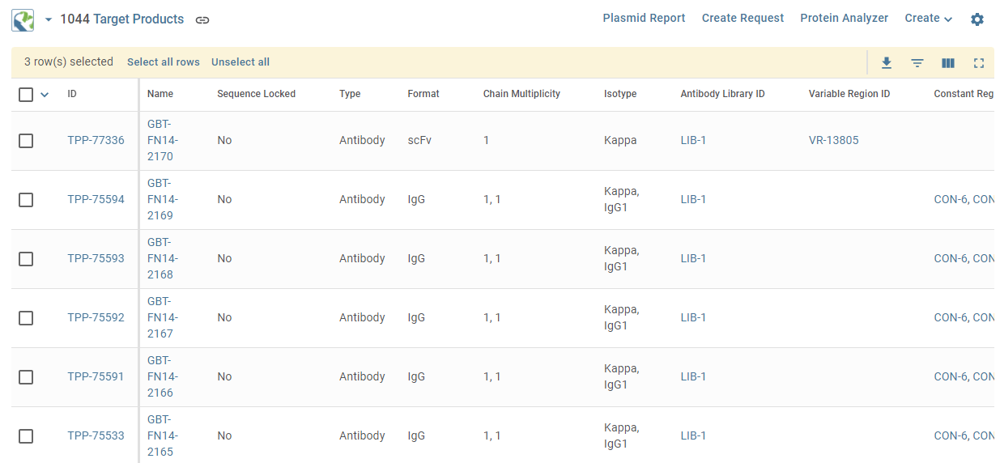 1044 Target Products
Plasmid Report Create Request Protein Analyzer Create
3 row(s) selected Select all rows Unselect all
ID Name Sequence Locked Type Format Chain Multiplicity Isotype Antibody Library ID Variable Region ID Constant Reg
GBT-
TPP-77336 FN14- No Antibody scFv 1 Kappa LIB-1 VR-13805
2170
GBT-
Kappa,
TPP-75594 FN14- No Antibody IgG 1, 1 LIB-1 CON-6, CON
IgG1
2169
GBT-
Kappa,
TPP-75593 FN14- No Antibody IgG 1, 1 LIB-1 CON-6, CON
IgG1
2168
GBT-
Kappa,
TPP-75592 FN14- No Antibody IgG 1, 1 LIB-1 CON-6, CON
IgG1
2167
GBT-
Kappa,
TPP-75591 FN14- No Antibody IgG 1, 1 LIB-1 CON-6, CON
IgG1
2166
GBT-
Kappa,
TPP-75533 FN14- No Antibody IgG 1, 1 LIB-1 CON-6, CON
IgG1
2165